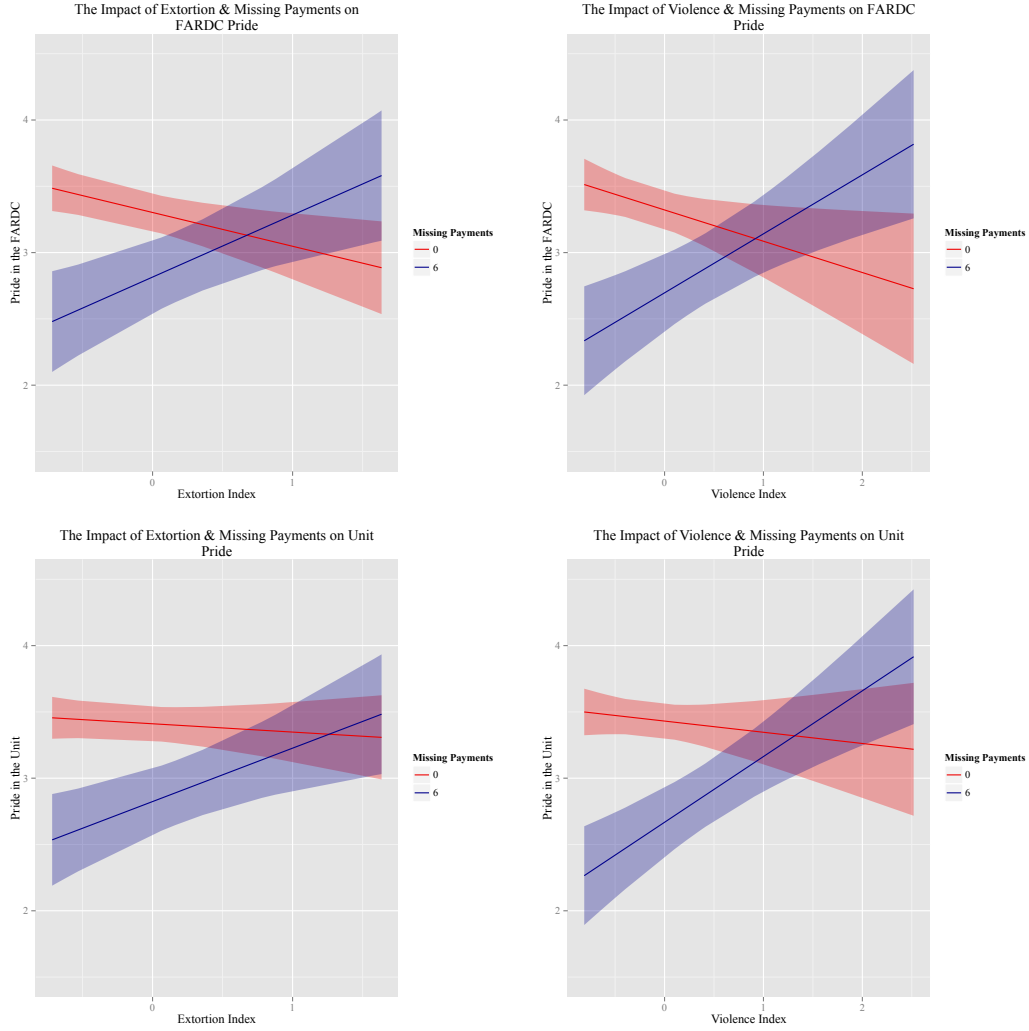 The Impact of Extortion & Missing Payments on
FARDC Pride
Pride in the FARDC
4
3
2
0
1
Extortion Index
Missing Payments
0
6
The Impact of Violence & Missing Payments on FARDC
Pride
Pride in the FARDC
4
3
2
0
1
2
Violence Index
Missing Payments
0
6
The Impact of Extortion & Missing Payments on Unit
Pride
Pride in the Unit
4
3
2
0
1
Extortion Index
Missing Payments
0
6
The Impact of Violence & Missing Payments on Unit
Pride
Pride in the Unit
4
3
2
0
1
2
Violence Index
Missing Payments
0
6